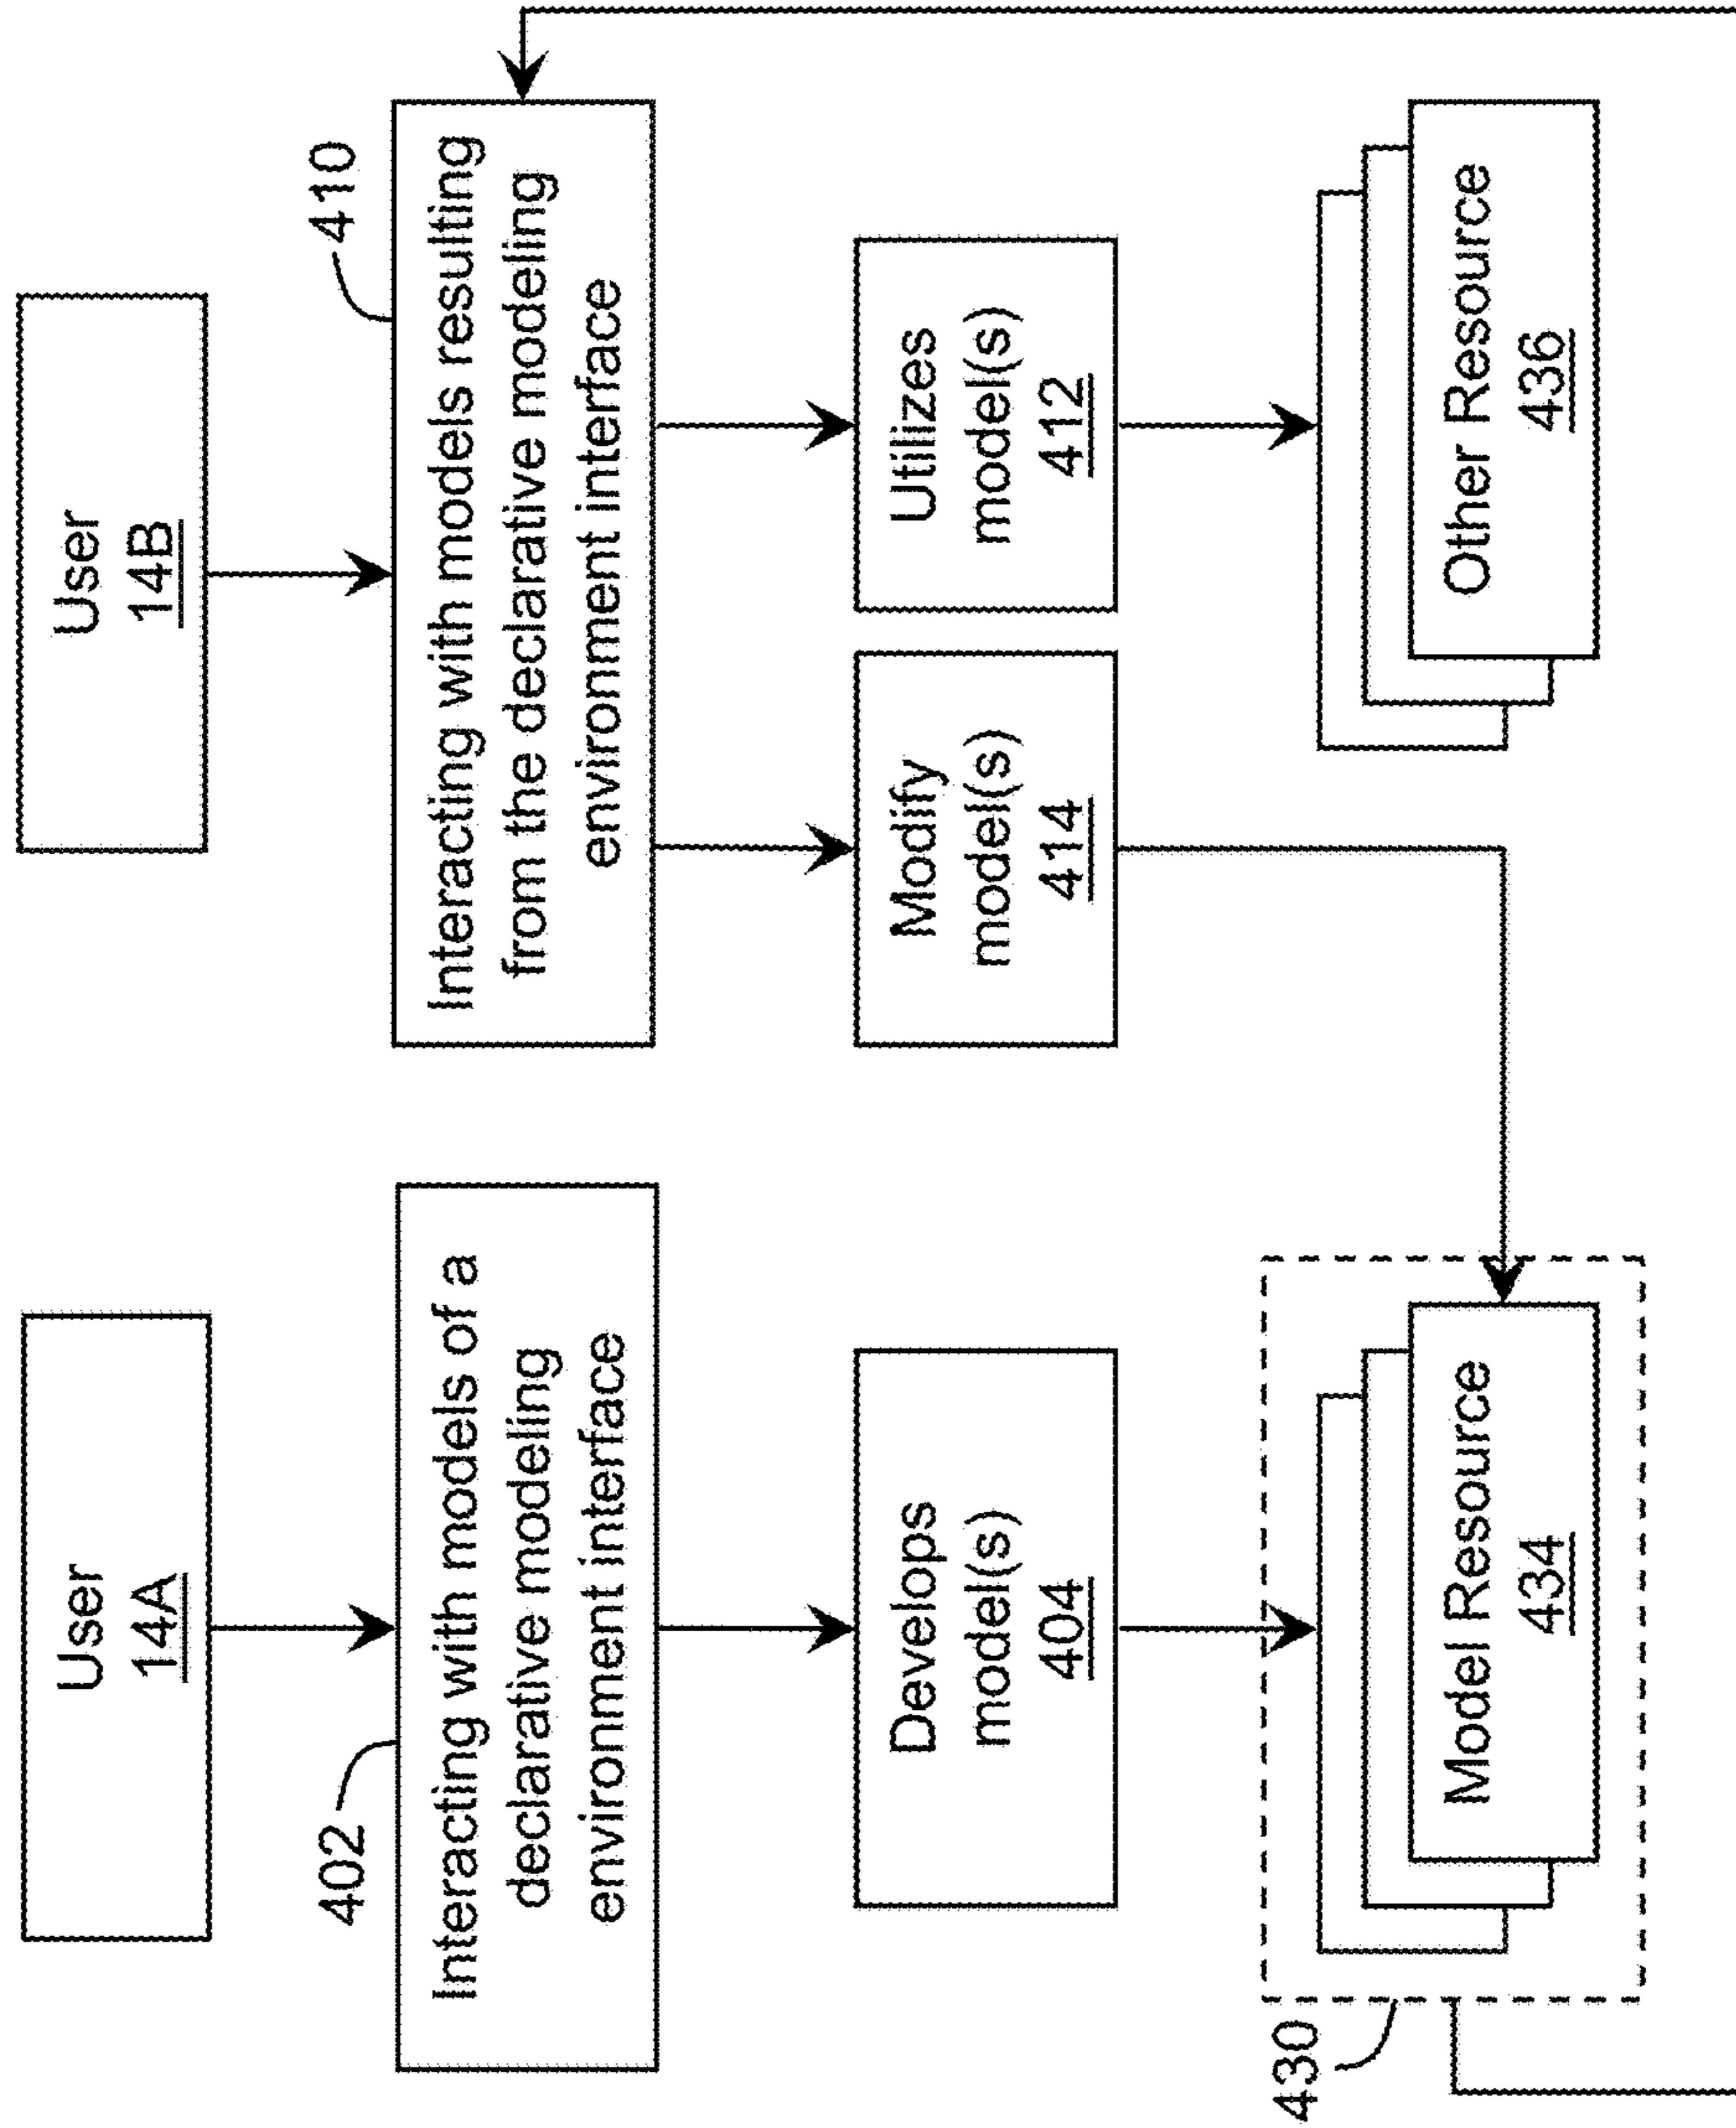 User
14A
402
Interacting with models of a
declarative modeling
environment interface
Develops
model(s)
404
430
Model Resource
434
User
14B
410
Interacting with models resulting
from the declarative modeling
environment interface
Modify
model(s)
414
Utilizes
model(s)
412
Other Resource
436